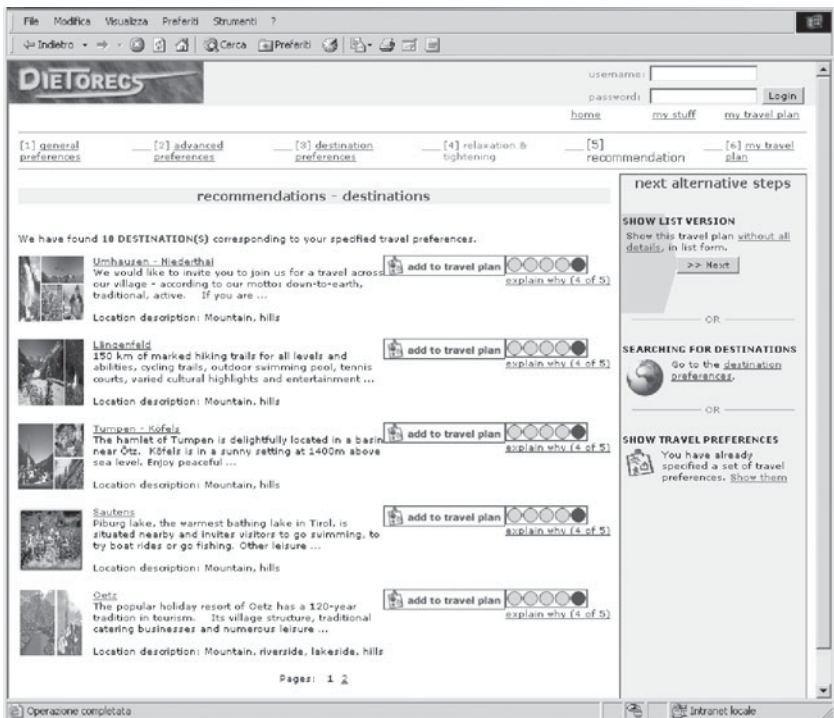 File Modifica Visualizza Preferiti Strumenti ?
Indietro Cerca Preferiti
DIETORECS
username:
password: Login
home my stuff my travel plan
[1] general preferences
[2] advanced preferences
[3] destination preferences
[4] relaxation & tightening
[5] recommendation
[6] my travel plan
recommendations - destinations
We have found 10 DESTINATION(S) corresponding to your specified travel preferences.
Umhausen - Niederthai
We would like to invite you to join us for a travel across
our village - according to our motto: down-to-earth,
traditional, active. If you are ...
Location description: Mountain, hills
add to travel plan
explain why (4 of 5)
Längenfeld
150 km of marked hiking trails for all levels and
abilities, cycling trails, outdoor swimming pool, tennis
courts, varied cultural highlights and entertainment ...
Location description: Mountain, hills
add to travel plan
explain why (4 of 5)
Tumpen - Köfels
The hamlet of Tumpen is delightfully located in a basin
near Ötz. Köfels is in a sunny setting at 1400m above
sea level. Enjoy peaceful ...
Location description: Mountain, hills
add to travel plan
explain why (4 of 5)
Sautens
Piburg lake, the warmest bathing lake in Tirol, is
situated nearby and invites visitors to go swimming, to
try boat rides or go fishing. Other leisure ...
Location description: Mountain, hills
add to travel plan
explain why (4 of 5)
Oetz
The popular holiday resort of Oetz has a 120-year
tradition in tourism. Its village structure, traditional
catering businesses and numerous leisure ...
Location description: Mountain, riverside, lakeside, hills
add to travel plan
explain why (4 of 5)
Pages: 1 2
next alternative steps
SHOW LIST VERSION
Show this travel plan without all
details, in list form.
>> Next
OR
SEARCHING FOR DESTINATIONS
Go to the destination
preferences.
OR
SHOW TRAVEL PREFERENCES
You have already
specified a set of travel
preferences. Show them
Operazione completata
Intranet locale